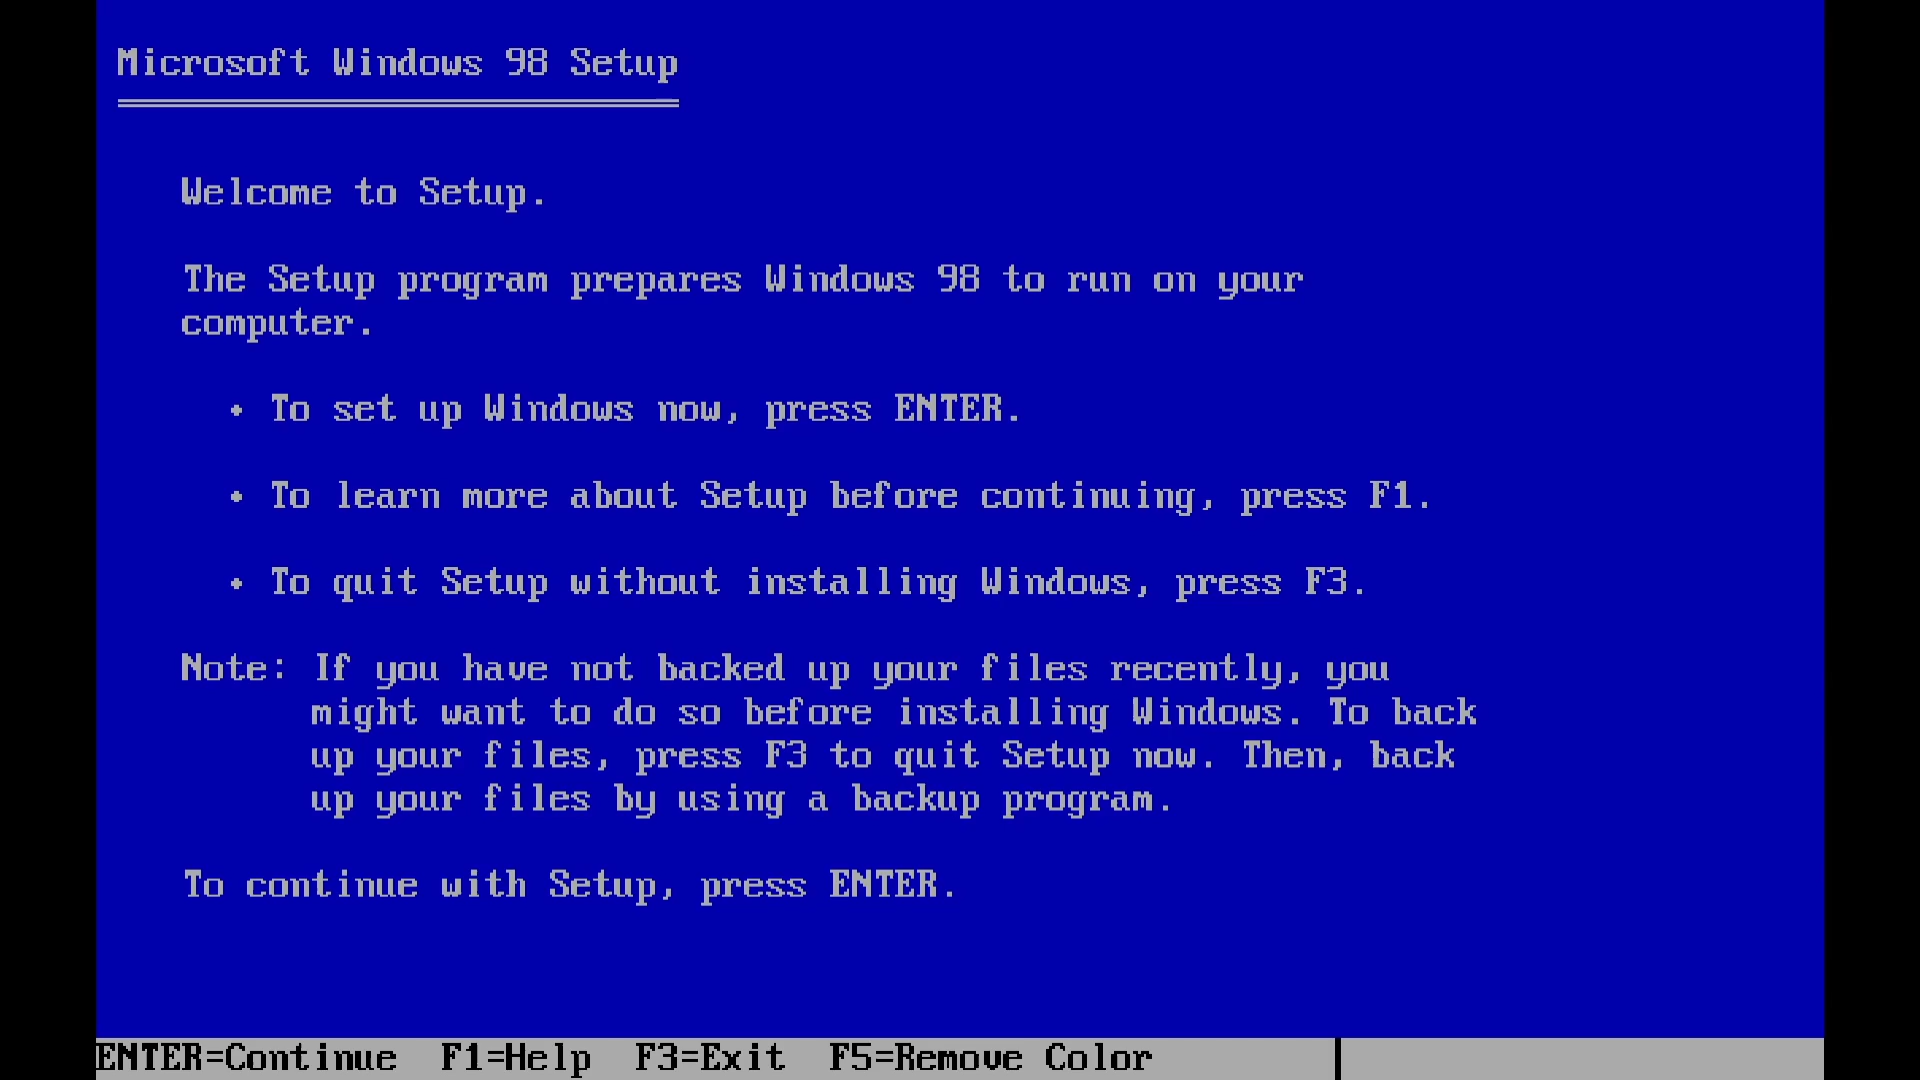 Microsoft Windows 98 Setup
Welcome to Setup.
The Setup program prepares Windows 98 to run on your
computer.
• To set up Windows now, press ENTER.
• To learn more about Setup before continuing, press F1.
• To quit Setup without installing Windows, press F3.
Note: If you have not backed up your files recently, you
might want to do so before installing Windows. To back
up your files, press F3 to quit Setup now. Then, back
up your files by using a backup program.
To continue with Setup, press ENTER.
ENTER=Continue F1=Help F3=Exit F5=Remove Color